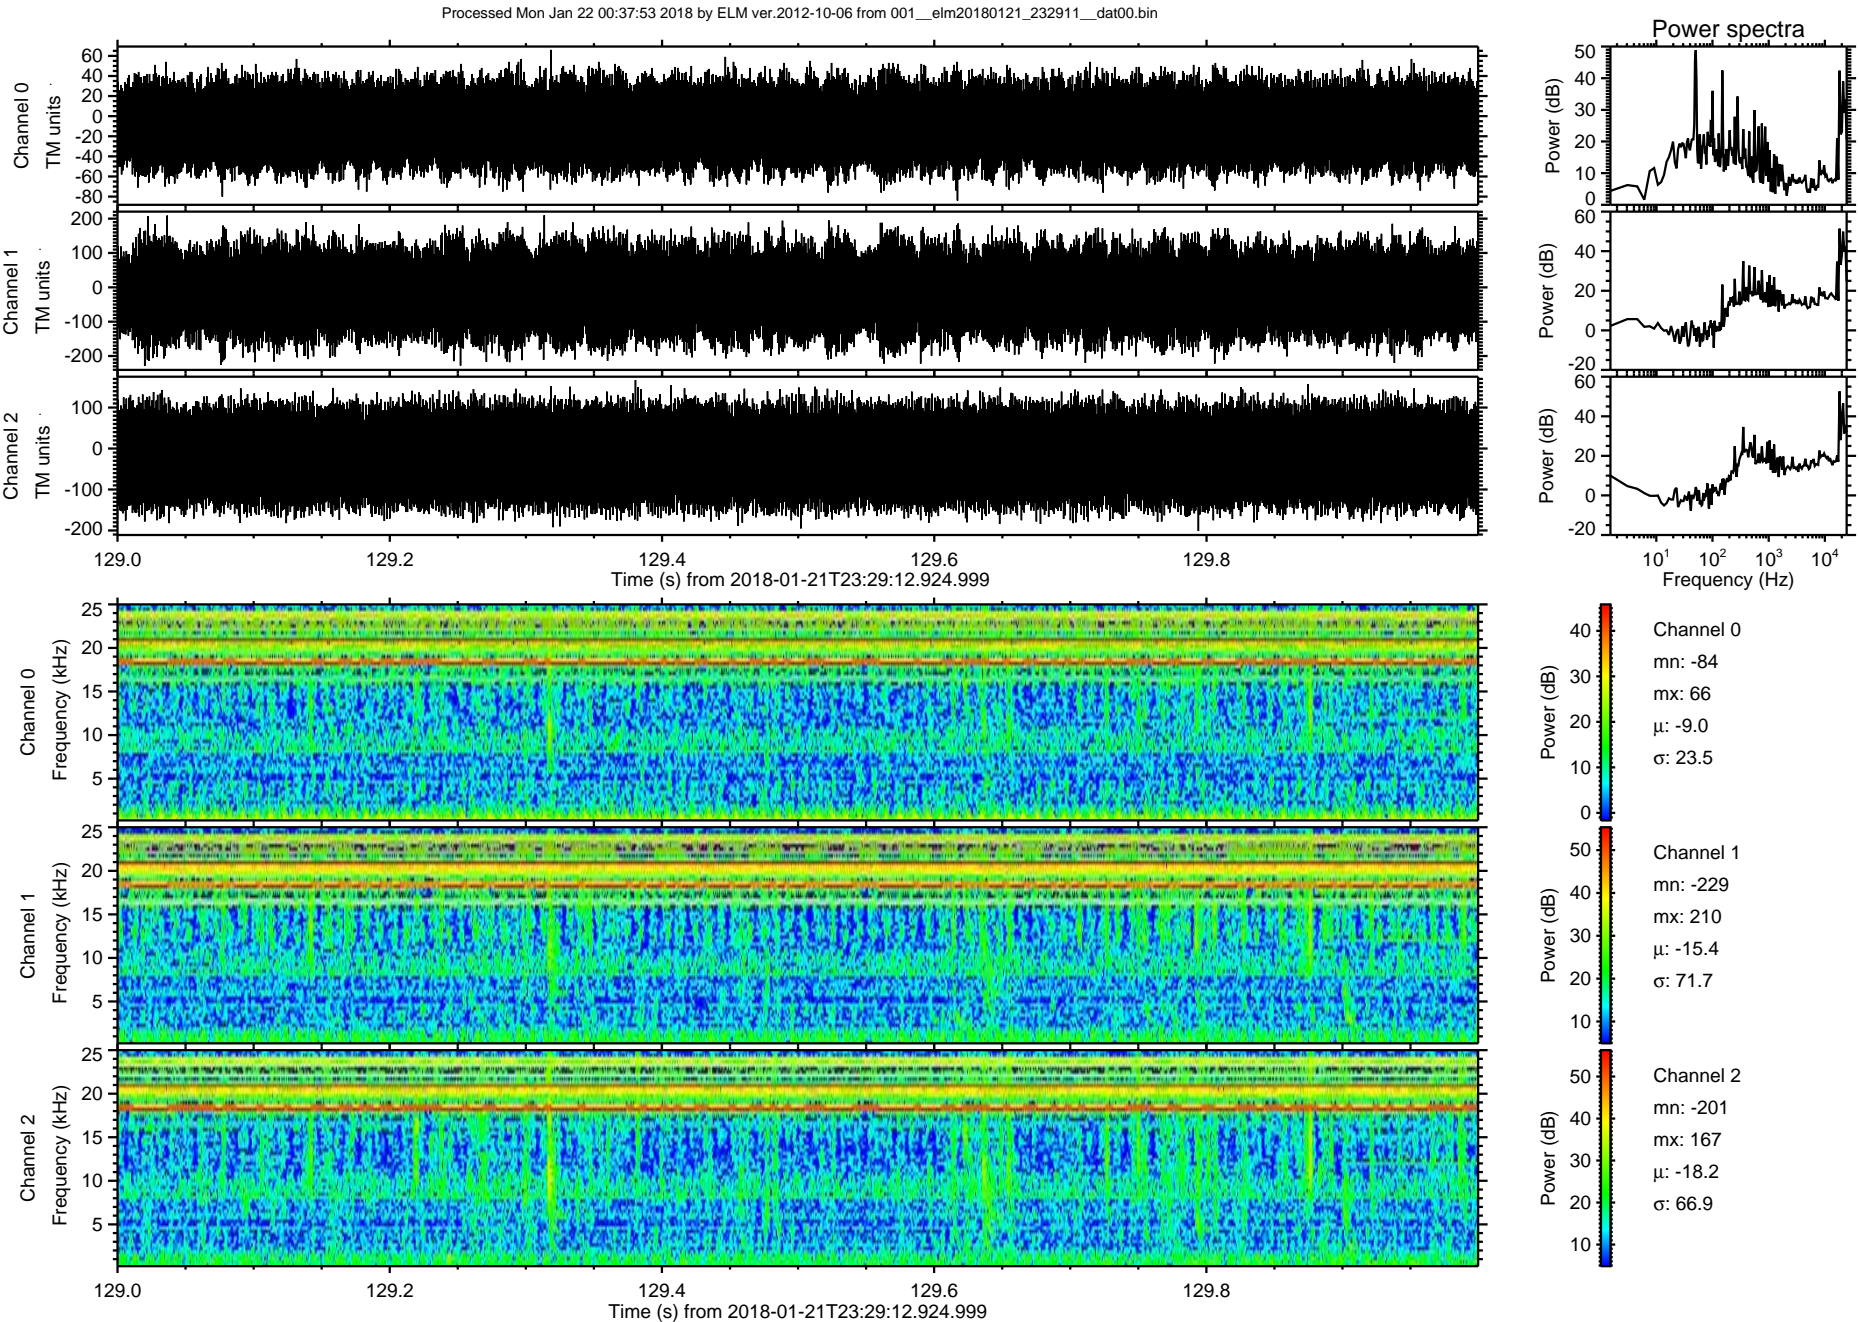 Processed Mon Jan 22 00:37:53 2018 by ELM ver.2012-10-06 from 001__elm20180121_232911__dat00.bin
Power spectra
Channel 0
TM units
60
40
20
0
-20
-40
-60
-80
Power (dB)
50
40
30
20
10
0
Channel 1
TM units
200
100
0
-100
-200
Power (dB)
60
40
20
0
-20
Channel 2
TM units
100
0
-100
-200
Power (dB)
60
40
20
0
-20
129.0 129.2 129.4 129.6 129.8
Time (s) from 2018-01-21T23:29:12.924.999
10¹ 10² 10³ 10⁴
Frequency (Hz)
Channel 0
Frequency (kHz)
25
20
15
10
5
Power (dB)
40
30
20
10
0
Channel 0
mn: -84
mx: 66
μ: -9.0
σ: 23.5
Channel 1
Frequency (kHz)
25
20
15
10
5
Power (dB)
50
40
30
20
10
Channel 1
mn: -229
mx: 210
μ: -15.4
σ: 71.7
Channel 2
Frequency (kHz)
25
20
15
10
5
Power (dB)
50
40
30
20
10
Channel 2
mn: -201
mx: 167
μ: -18.2
σ: 66.9
129.0 129.2 129.4 129.6 129.8
Time (s) from 2018-01-21T23:29:12.924.999